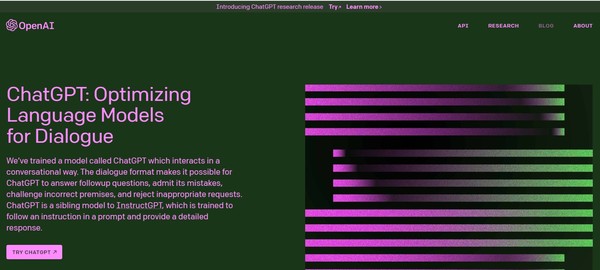 Introducing ChatGPT research release Try › Learn more ›
OpenAI
API RESEARCH BLOG ABOUT
ChatGPT: Optimizing
Language Models
for Dialogue
We've trained a model called ChatGPT which interacts in a
conversational way. The dialogue format makes it possible for
ChatGPT to answer followup questions, admit its mistakes,
challenge incorrect premises, and reject inappropriate requests.
ChatGPT is a sibling model to InstructGPT, which is trained to
follow an instruction in a prompt and provide a detailed
response.
TRY CHATGPT ↗